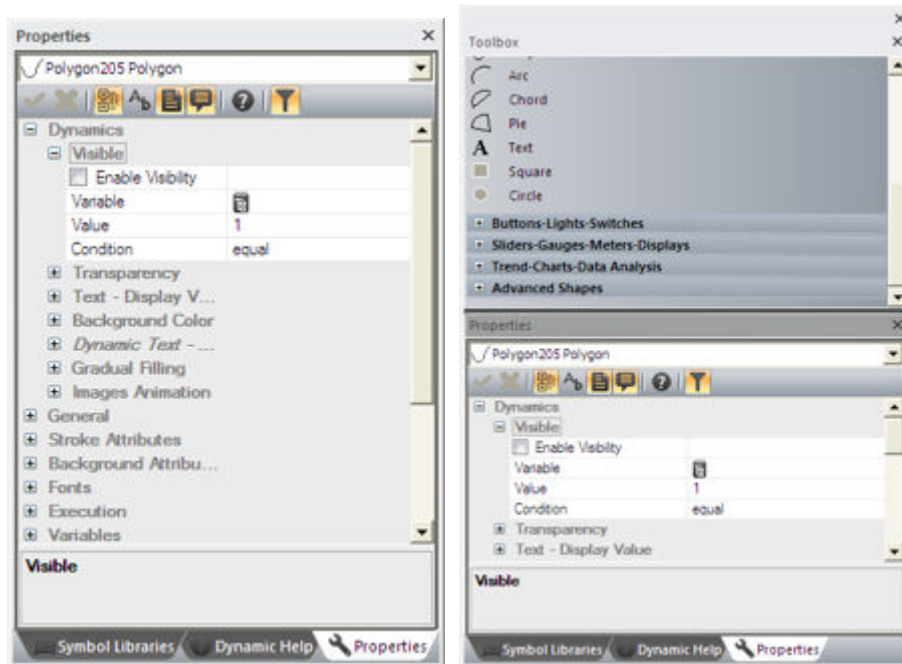 Properties
Polygon205 Polygon
Dynamics
Visible
Enable Visibility
Variable
Value 1
Condition equal
Transparency
Text - Display V...
Background Color
Dynamic Text - ...
Gradual Filling
Images Animation
General
Stroke Attributes
Background Attribu...
Fonts
Execution
Variables
Visible
Symbol Libraries Dynamic Help Properties
Toolbox
Arc
Chord
Pie
A Text
Square
Circle
Buttons-Lights-Switches
Sliders-Gauges-Meters-Displays
Trend-Charts-Data Analysis
Advanced Shapes
Properties
Polygon205 Polygon
Dynamics
Visible
Enable Visibility
Variable
Value 1
Condition equal
Transparency
Text - Display Value
Visible
Symbol Libraries Dynamic Help Properties